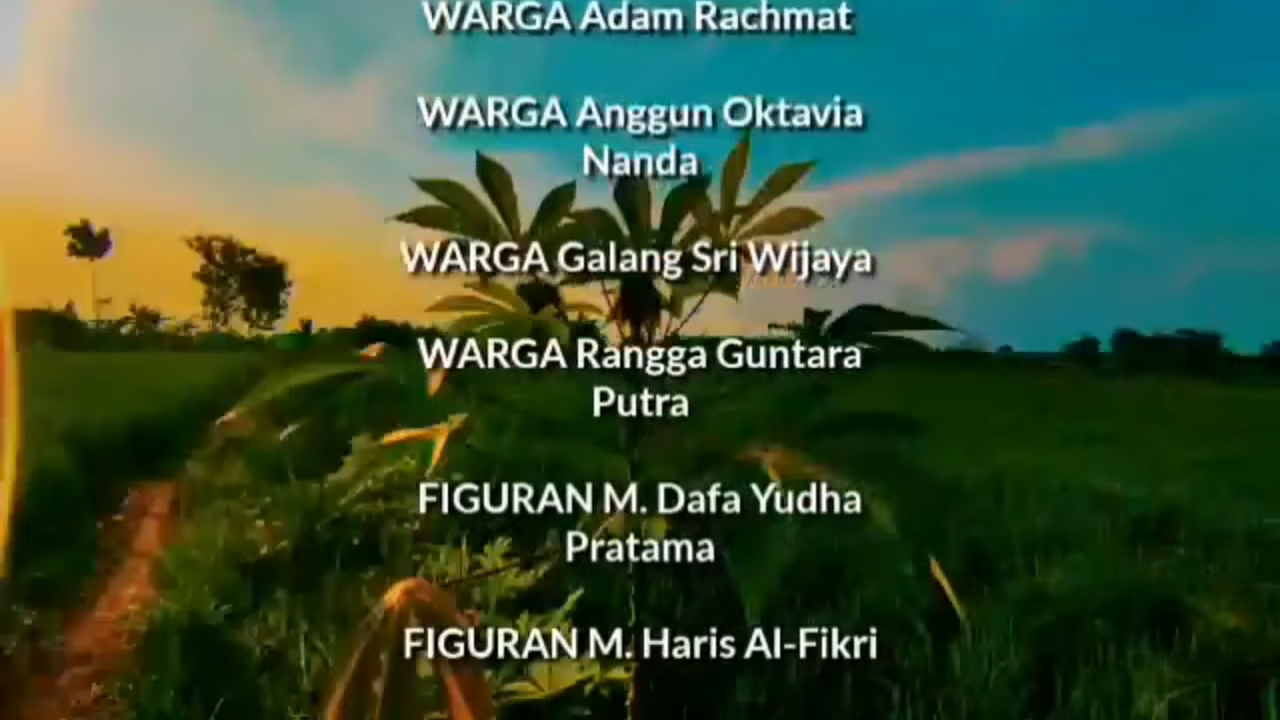 WARGA Adam Rachmat
WARGA Anggun Oktavia
Nanda
WARGA Galang Sri Wijaya
WARGA Rangga Guntara
Putra
FIGURAN M. Dafa Yudha
Pratama
FIGURAN M. Haris Al-Fikri